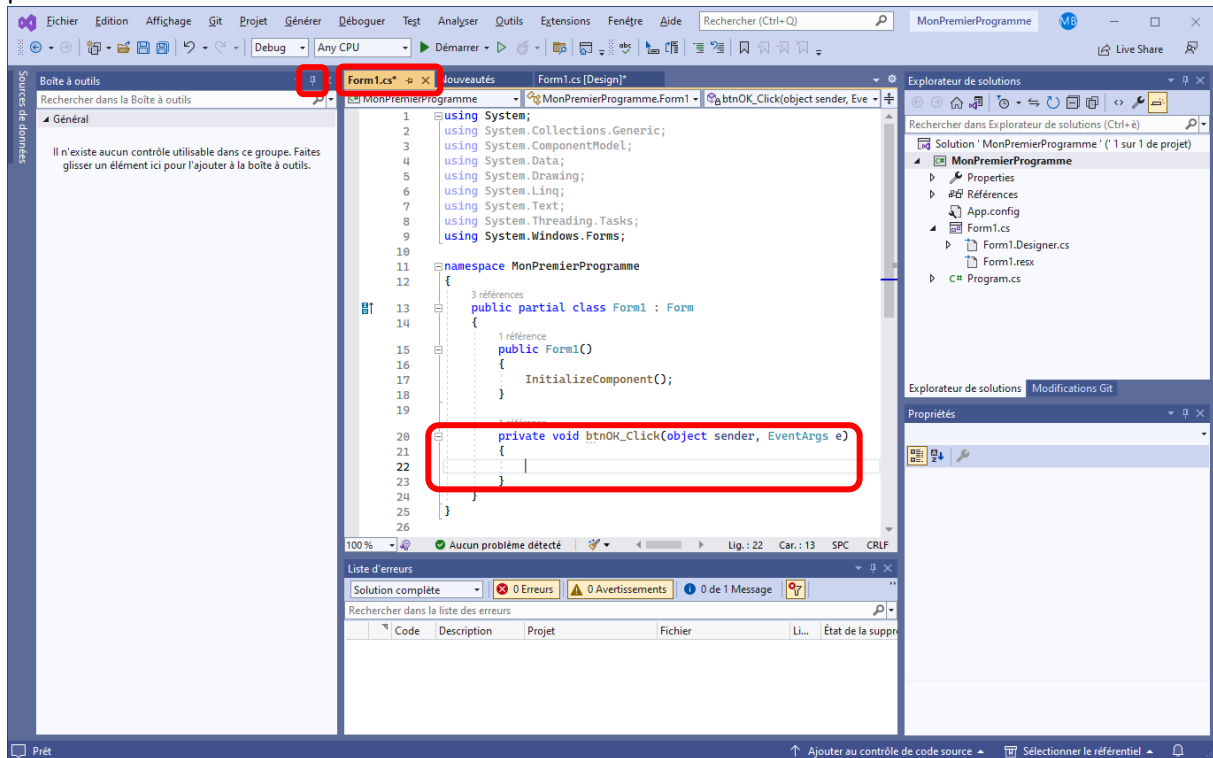 Fichier Edition Affichage Git Projet Générer Déboguer Test Analyser Outils Extensions Fenêtre Aide Rechercher (Ctrl+Q) MonPremierProgramme MB
Debug Any CPU Démarrer Live Share
Sources de données
Boîte à outils
Rechercher dans la Boîte à outils
Général
Il n'existe aucun contrôle utilisable dans ce groupe. Faites
glisser un élément ici pour l'ajouter à la boîte à outils.
Form1.cs* Nouveautés Form1.cs [Design]*
MonPremierProgramme MonPremierProgramme.Form1 btnOK_Click(object sender, Eve
1 using System;
2 using System.Collections.Generic;
3 using System.ComponentModel;
4 using System.Data;
5 using System.Drawing;
6 using System.Linq;
7 using System.Text;
8 using System.Threading.Tasks;
9 using System.Windows.Forms;
10
11 namespace MonPremierProgramme
12 {
3 références
13 public partial class Form1 : Form
14 {
1 référence
15 public Form1()
16 {
17 InitializeComponent();
18 }
19
20 private void btnOK_Click(object sender, EventArgs e)
21 {
22
23 }
24 }
25 }
26
100 % Aucun problème détecté Lig. : 22 Car. : 13 SPC CRLF
Liste d'erreurs
Solution complète 0 Erreurs 0 Avertissements 0 de 1 Message
Rechercher dans la liste des erreurs
Code Description Projet Fichier Li... État de la suppr
Explorateur de solutions
Rechercher dans Explorateur de solutions (Ctrl+è)
Solution ' MonPremierProgramme ' (' 1 sur 1 de projet)
C# MonPremierProgramme
Properties
Références
App.config
Form1.cs
Form1.Designer.cs
Form1.resx
C# Program.cs
Explorateur de solutions Modifications Git
Propriétés
Prêt Ajouter au contrôle de code source Sélectionner le référentiel